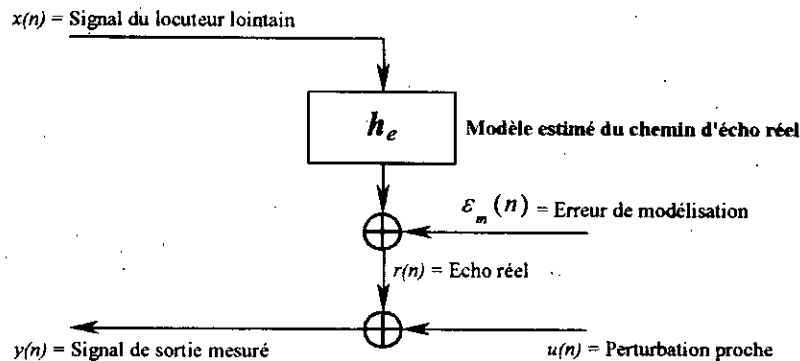 x(n) = Signal du locuteur lointain
h_e
Modèle estimé du chemin d'écho réel
ε_m(n) = Erreur de modélisation
r(n) = Echo réel
y(n) = Signal de sortie mesuré
u(n) = Perturbation proche